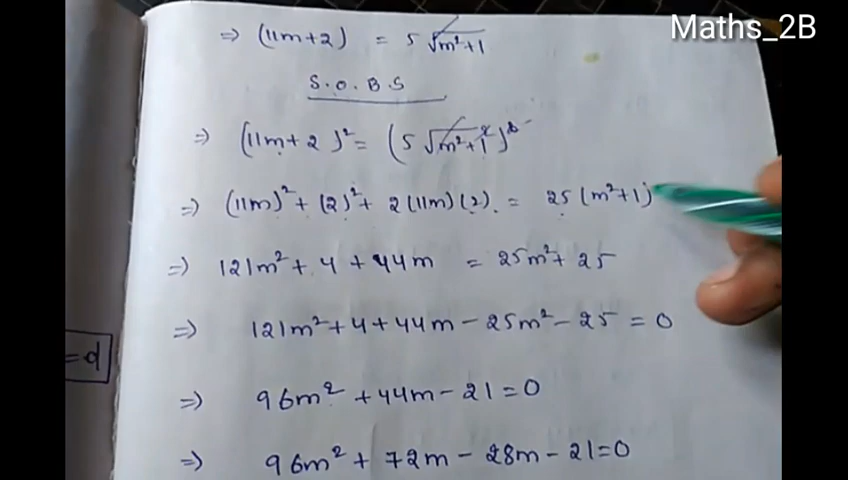 Maths_2B
⇒ (11m+2) = 5 √m²+1
S.O.B.S
⇒ (11m+2)² = (5 √m²+1)²
⇒ (11m)² + (2)² + 2(11m)(2) = 25(m²+1)
⇒ 121m² + 4 + 44m = 25m² + 25
⇒ 121m² + 4 + 44m - 25m² - 25 = 0
=d
⇒ 96m² + 44m - 21 = 0
⇒ 96m² + 72m - 28m - 21 = 0